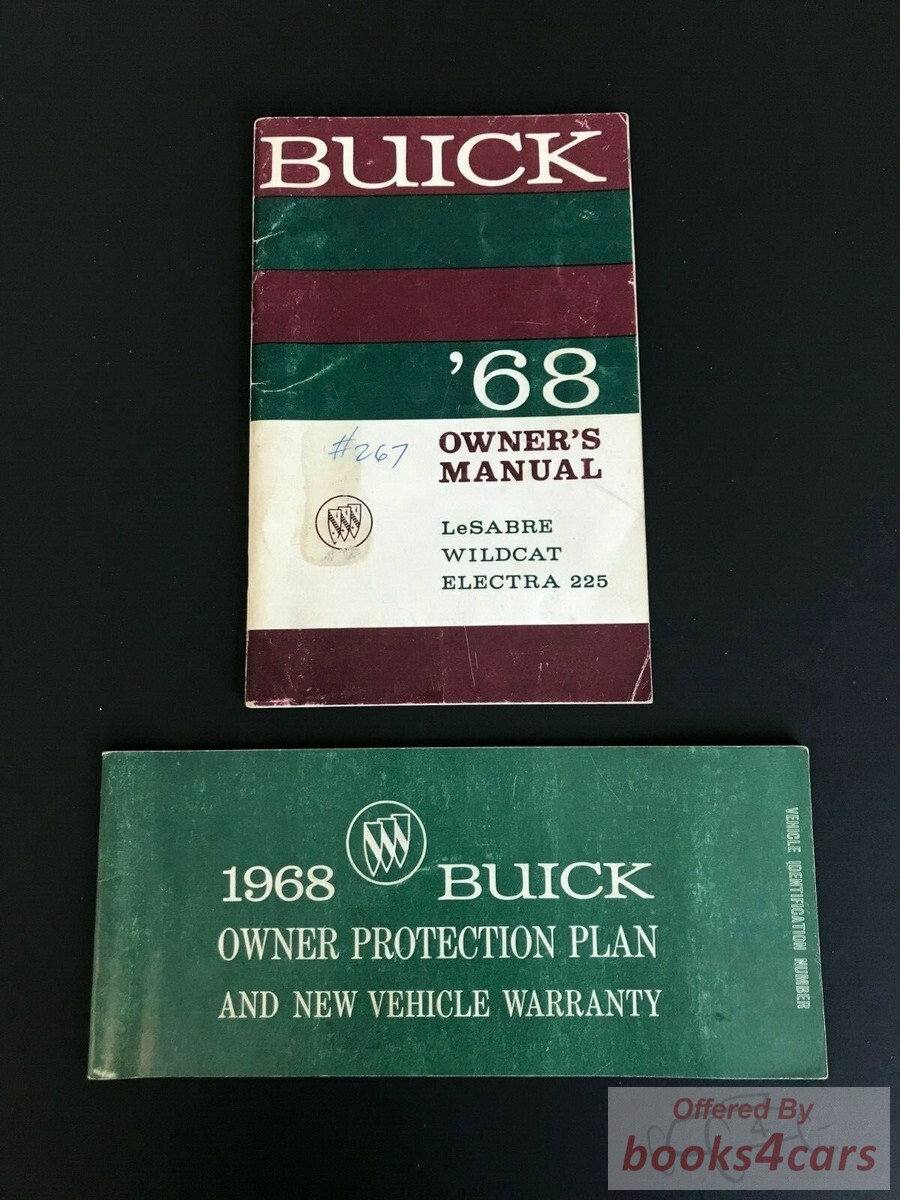 BUICK
'68
#267
OWNER'S
MANUAL
LeSABRE
WILDCAT
ELECTRA 225
1968 BUICK
OWNER PROTECTION PLAN
AND NEW VEHICLE WARRANTY
VEHICLE IDENTIFICATION NUMBER
Offered By
books4cars